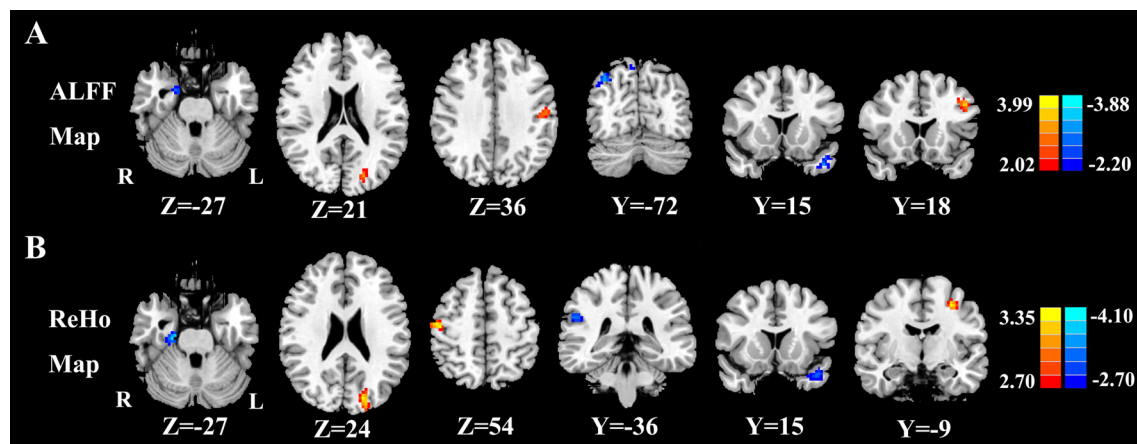 A
ALFF
Map
R L
Z=-27 Z=21 Z=36 Y=-72 Y=15 Y=18
3.99 -3.88
2.02 -2.20
B
ReHo
Map
R L
Z=-27 Z=24 Z=54 Y=-36 Y=15 Y=-9
3.35 -4.10
2.70 -2.70